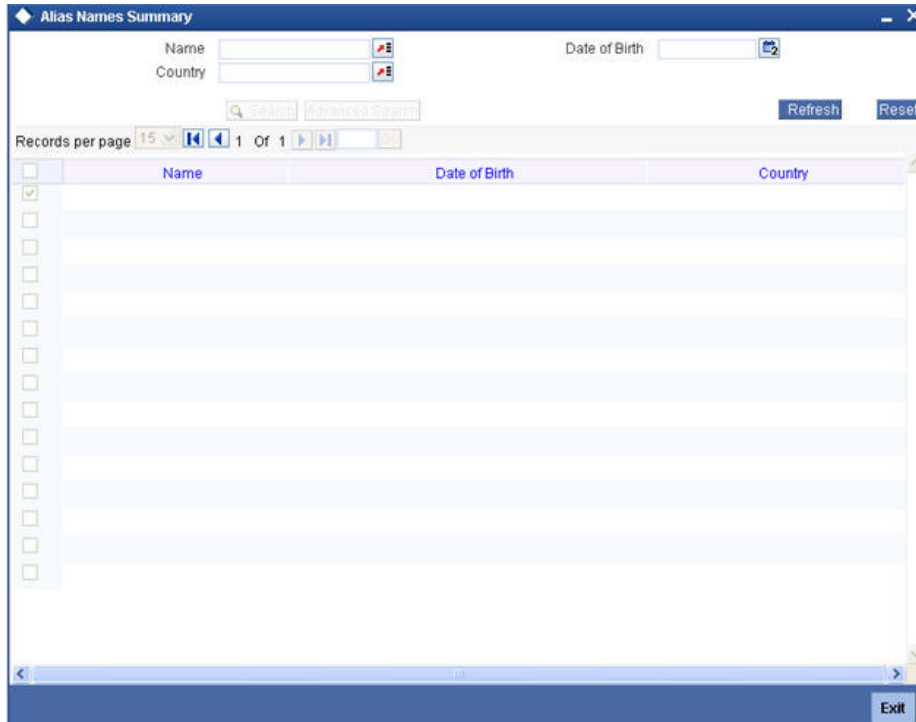 Alias Names Summary
Name
Date of Birth
Country
Search Advanced Search
Refresh Reset
Records per page 15 1 Of 1 Go
Name Date of Birth Country
Exit